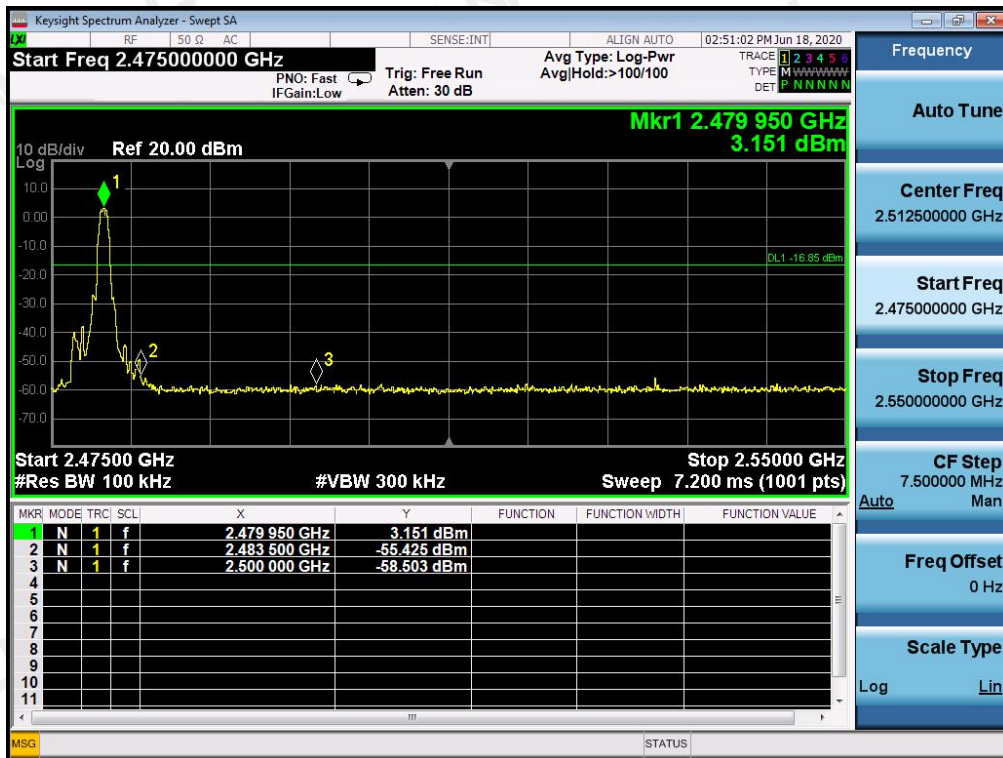 Keysight Spectrum Analyzer - Swept SA
LXI RF 50 Ω AC SENSE:INT ALIGN AUTO 02:51:02 PM Jun 18, 2020
Start Freq 2.475000000 GHz
PNO: Fast
IFGain:Low
Trig: Free Run
Atten: 30 dB
Avg Type: Log-Pwr
Avg|Hold:>100/100
TRACE 1 2 3 4 5 6
TYPE M WWWWW
DET P N N N N N
Mkr1 2.479 950 GHz
3.151 dBm
10 dB/div Ref 20.00 dBm
Log
10.0
0.00
-10.0
-20.0
-30.0
-40.0
-50.0
-60.0
-70.0
1
2
3
DL1 -16.85 dBm
Start 2.47500 GHz Stop 2.55000 GHz
#Res BW 100 kHz #VBW 300 kHz Sweep 7.200 ms (1001 pts)
MKR MODE TRC SCL X Y FUNCTION FUNCTION WIDTH FUNCTION VALUE
1 N 1 f 2.479 950 GHz 3.151 dBm
2 N 1 f 2.483 500 GHz -55.425 dBm
3 N 1 f 2.500 000 GHz -58.503 dBm
4
5
6
7
8
9
10
11
MSG STATUS
Frequency
Auto Tune
Center Freq
2.512500000 GHz
Start Freq
2.475000000 GHz
Stop Freq
2.550000000 GHz
CF Step
7.500000 MHz
Auto Man
Freq Offset
0 Hz
Scale Type
Log Lin